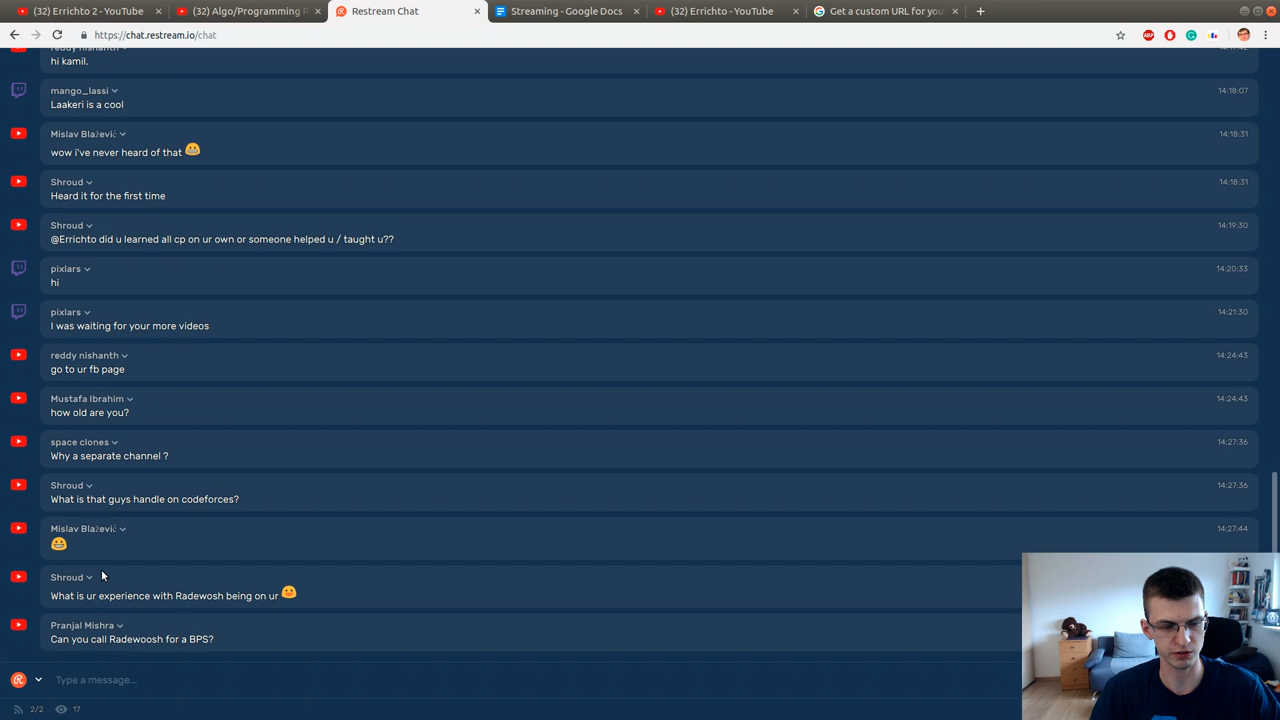 (32) Errichto 2 - YouTube
(32) Algo/Programming
Restream Chat
Streaming - Google Docs
(32) Errichto - YouTube
Get a custom URL for you
https://chat.restream.io/chat
reddy nishanth
14:17:42
hi kamil.
mango_lassi
14:18:07
Laakeri is a cool
Mislav Blažević
14:18:31
wow i've never heard of that
Shroud
14:18:31
Heard it for the first time
Shroud
14:19:30
@Errichto did u learned all cp on ur own or someone helped u / taught u??
pixlars
14:20:33
hi
pixlars
14:21:30
I was waiting for your more videos
reddy nishanth
14:24:43
go to ur fb page
Mustafa Ibrahim
14:24:43
how old are you?
space clones
14:27:36
Why a separate channel ?
Shroud
14:27:36
What is that guys handle on codeforces?
Mislav Blažević
14:27:44
Shroud
What is ur experience with Radewosh being on ur
Pranjal Mishra
Can you call Radewoosh for a BPS?
Type a message...
2/2
17